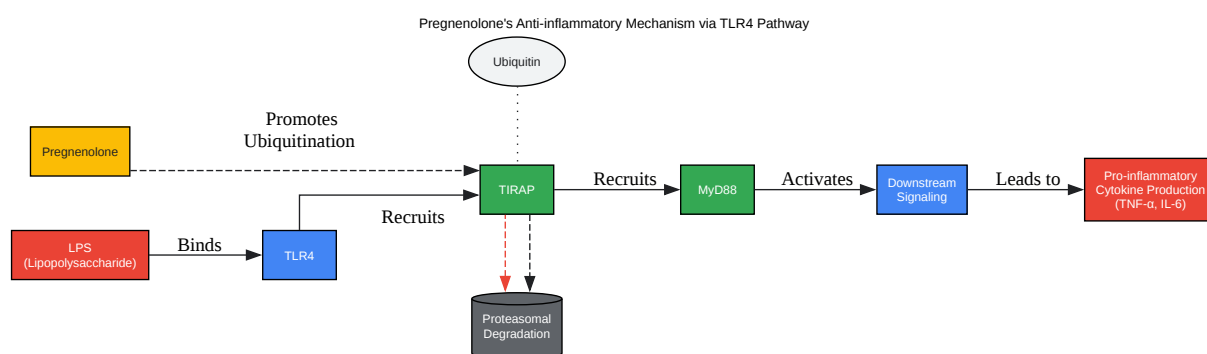 Pregnenolone's Anti-inflammatory Mechanism via TLR4 Pathway
Ubiquitin
Promotes
Ubiquitination
Pregnenolone
TIRAP
Recruits
MyD88
Activates
Downstream
Signaling
Leads to
Pro-inflammatory
Cytokine Production
(TNF-α, IL-6)
Recruits
LPS
(Lipopolysaccharide)
Binds
TLR4
Proteasomal
Degradation